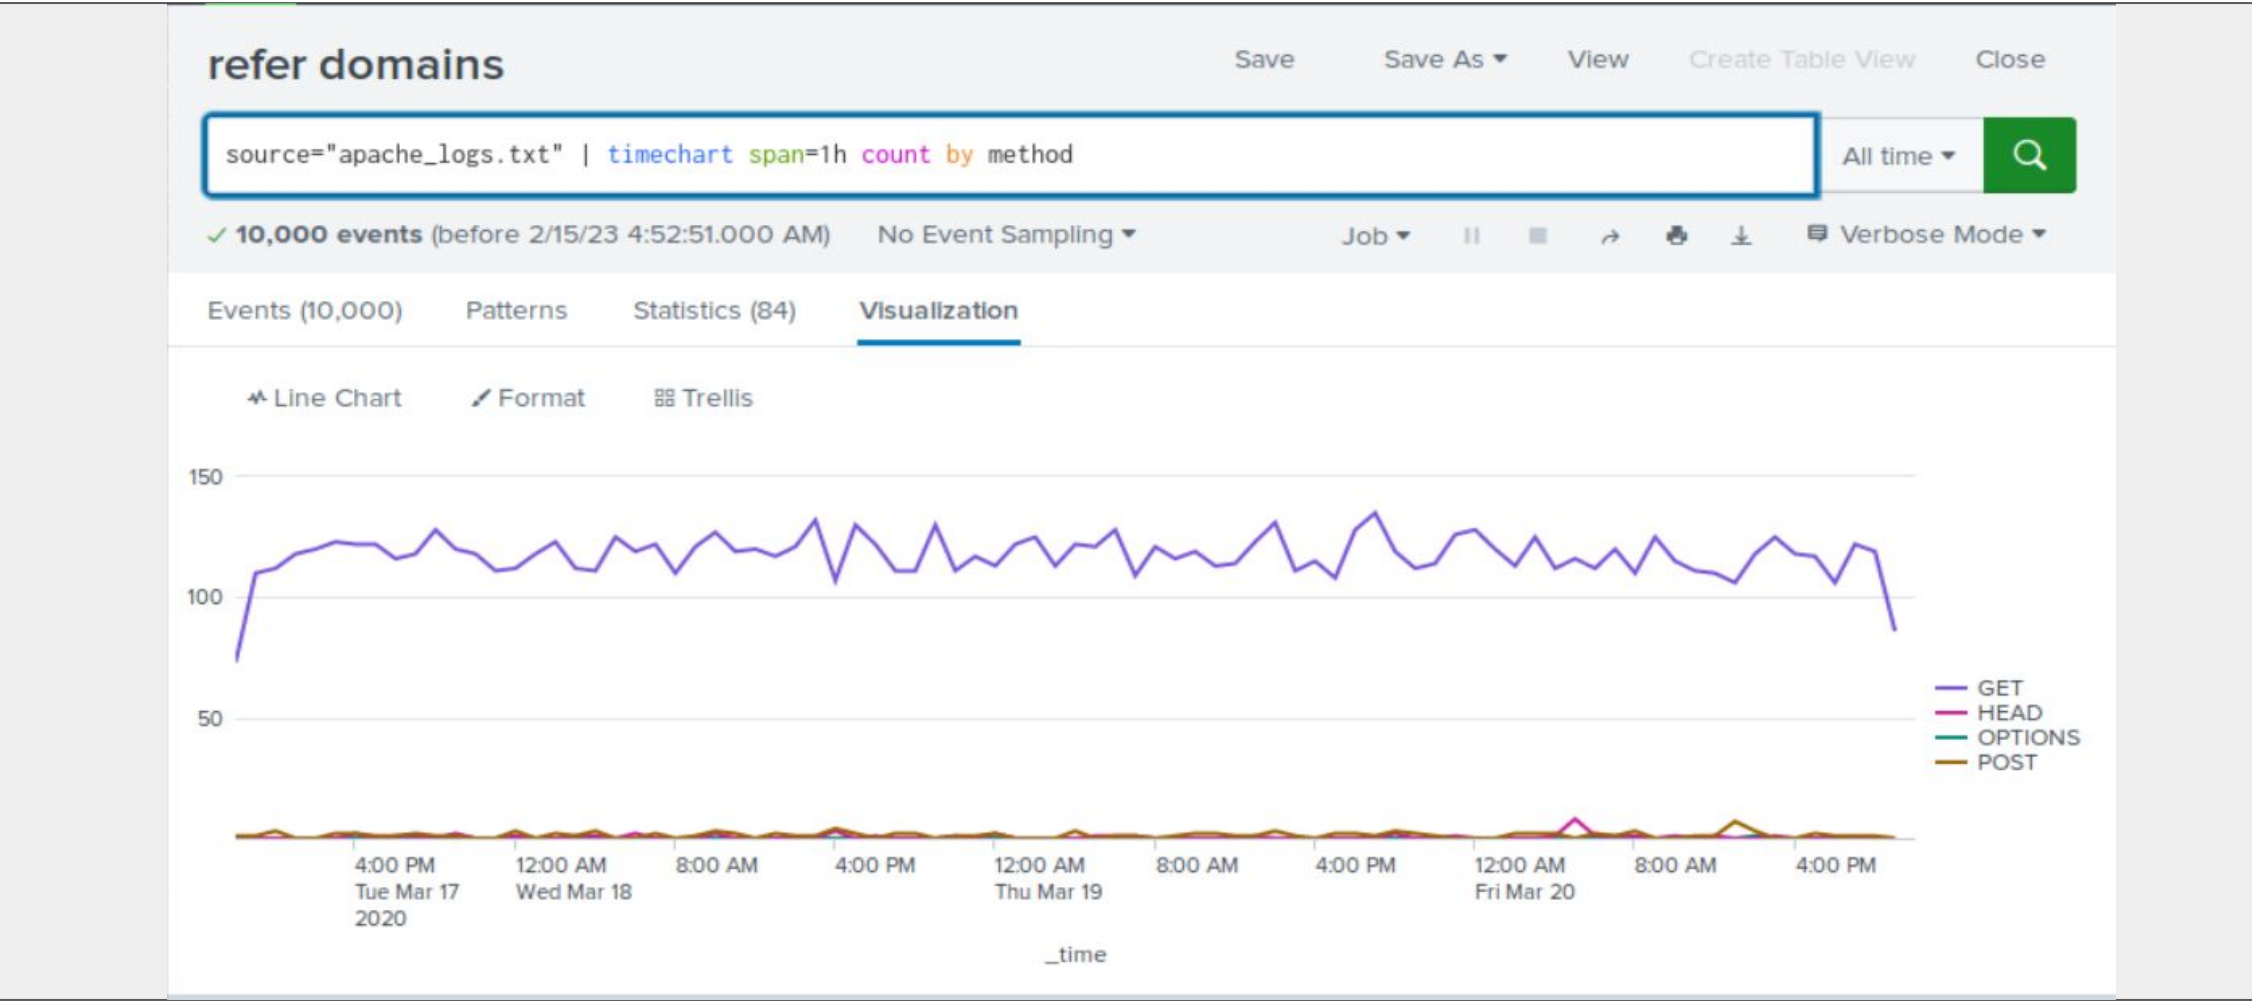 refer domains
Save Save As View Create Table View Close
source="apache_logs.txt" | timechart span=1h count by method
All time
10,000 events (before 2/15/23 4:52:51.000 AM) No Event Sampling Job Verbose Mode
Events (10,000) Patterns Statistics (84) Visualization
Line Chart Format Trellis
150
100
50
GET
HEAD
OPTIONS
POST
4:00 PM 12:00 AM 8:00 AM 4:00 PM 12:00 AM 8:00 AM 4:00 PM 12:00 AM 8:00 AM 4:00 PM
Tue Mar 17 Wed Mar 18 Thu Mar 19 Fri Mar 20
2020
_time